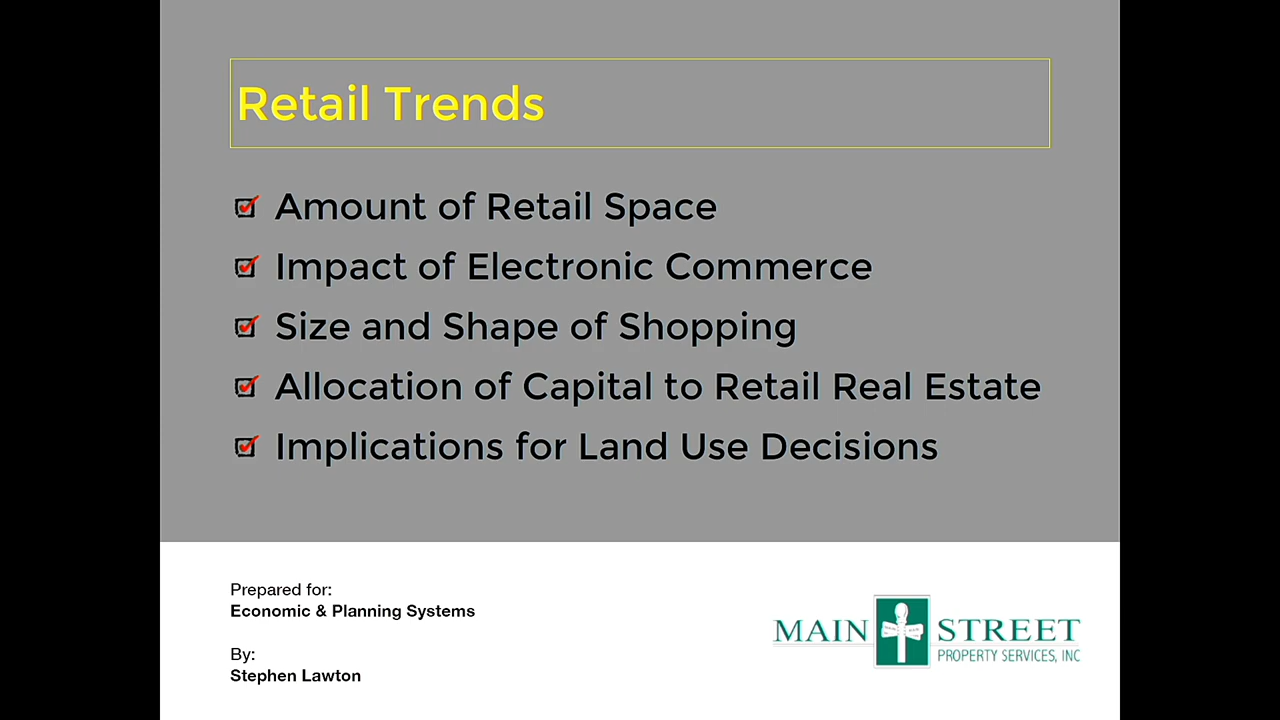 Retail Trends
Amount of Retail Space
Impact of Electronic Commerce
Size and Shape of Shopping
Allocation of Capital to Retail Real Estate
Implications for Land Use Decisions
Prepared for:
Economic & Planning Systems
By:
Stephen Lawton
MAIN STREET
PROPERTY SERVICES, INC